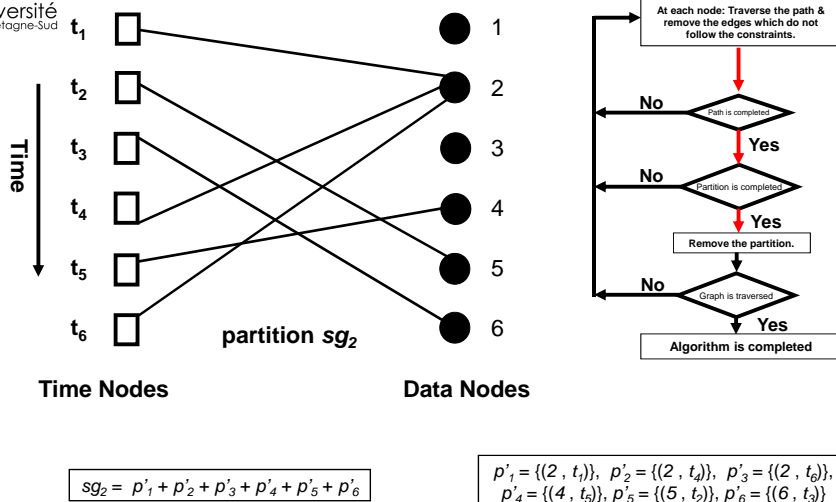 versité
etagne-Sud
t1
t2
t3
t4
t5
t6
Time
1
2
3
4
5
6
partition sg2
Time Nodes
Data Nodes
At each node: Traverse the path &
remove the edges which do not
follow the constraints.
No
Path is completed
Yes
No
Partition is completed
Yes
Remove the partition.
No
Graph is traversed
Yes
Algorithm is completed
sg2 = p’1 + p’2 + p’3 + p’4 + p’5 + p’6
p’1 = {(2 , t1)}, p’2 = {(2 , t4)}, p’3 = {(2 , t6)},
p’4 = {(4 , t5)}, p’5 = {(5 , t2)}, p’6 = {(6 , t3)}